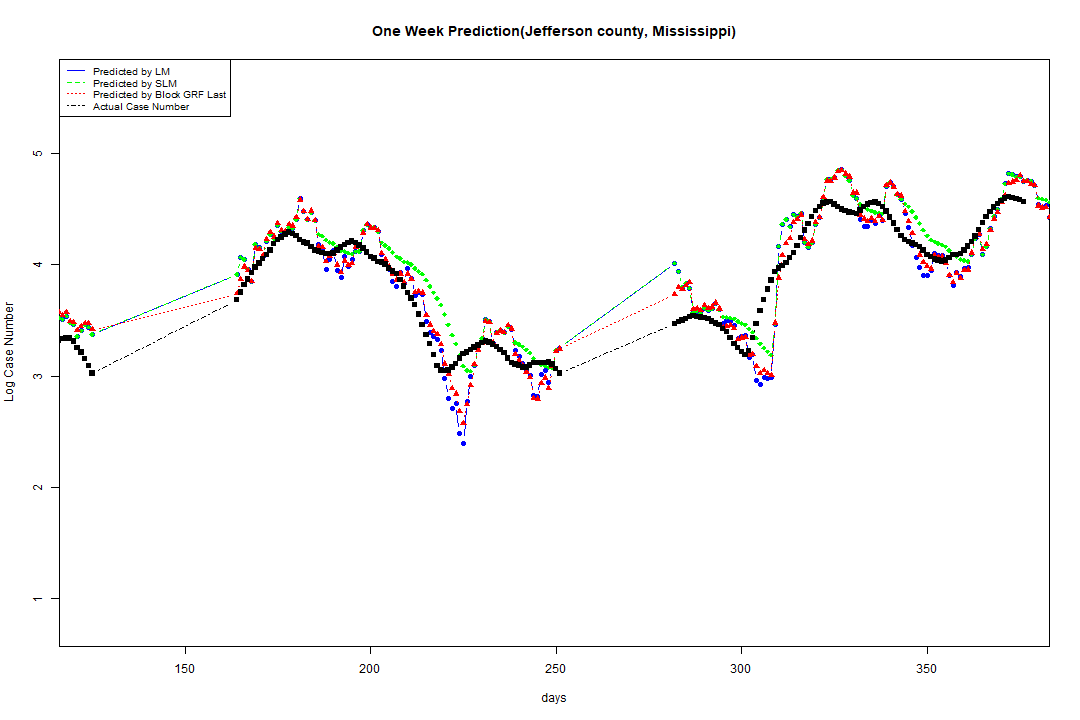 One Week Prediction(Jefferson county, Mississippi)
Predicted by LM
Predicted by SLM
Predicted by Block GRF Last
Actual Case Number
5
4
3
2
1
Log Case Number
150 200 250 300 350
days